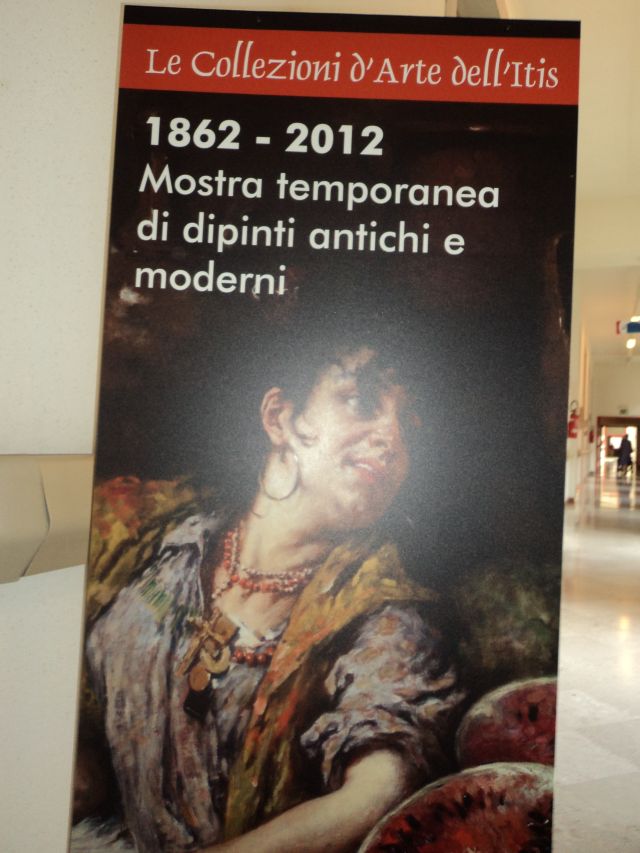 Le Collezioni d'Arte dell'Itis
1862 - 2012
Mostra temporanea
di dipinti antichi e
moderni